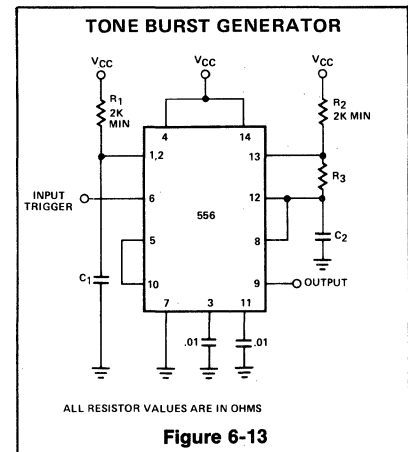 TONE BURST GENERATOR
VCC
VCC
VCC
R1
2K
MIN
R2
2K MIN
4
14
1,2
13
R3
INPUT
TRIGGER
6
12
556
5
8
C2
C1
10
9
OUTPUT
7
3
11
.01
.01
ALL RESISTOR VALUES ARE IN OHMS
Figure 6-13